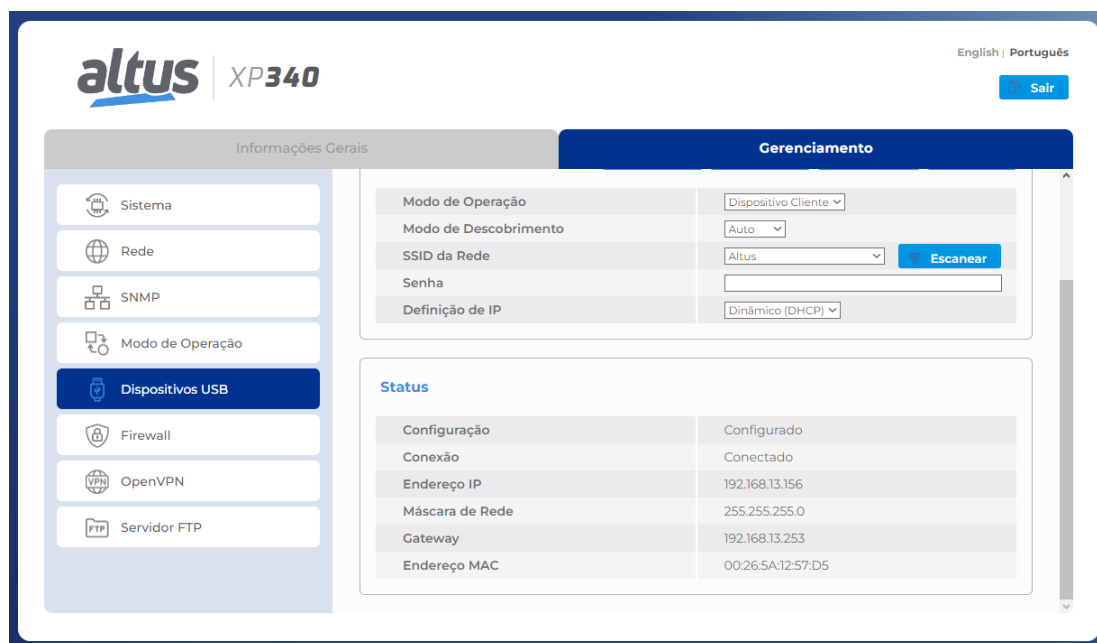 altus XP340
English | Português
Sair
Informações Gerais
Gerenciamento
Sistema
Rede
SNMP
Modo de Operação
Dispositivos USB
Firewall
VPN OpenVPN
FTP Servidor FTP
Modo de Operação Dispositivo Cliente
Modo de Descobrimento Auto
SSID da Rede Altus Escanear
Senha
Definição de IP Dinâmico (DHCP)
Status
Configuração Configurado
Conexão Conectado
Endereço IP 192.168.13.156
Máscara de Rede 255.255.255.0
Gateway 192.168.13.253
Endereço MAC 00:26:5A:12:57:D5